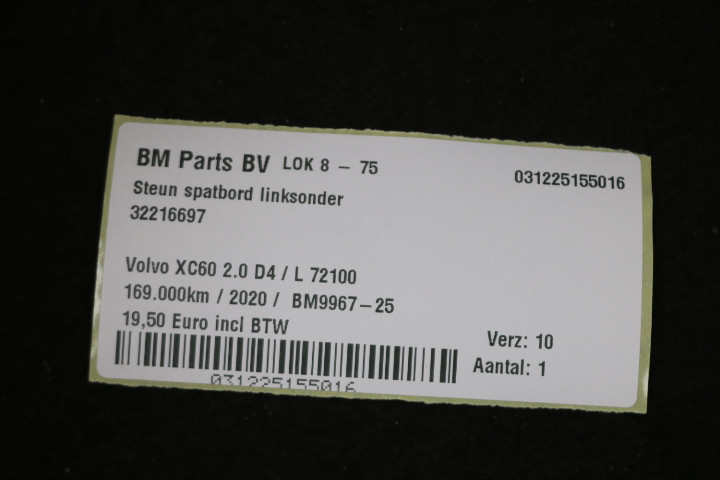 BM Parts BV LOK 8 - 75
031225155016
Steun spatbord linksonder
32216697
Volvo XC60 2.0 D4 / L 72100
169.000km / 2020 / BM9967-25
19,50 Euro incl BTW
Verz: 10
Aantal: 1
031225155016